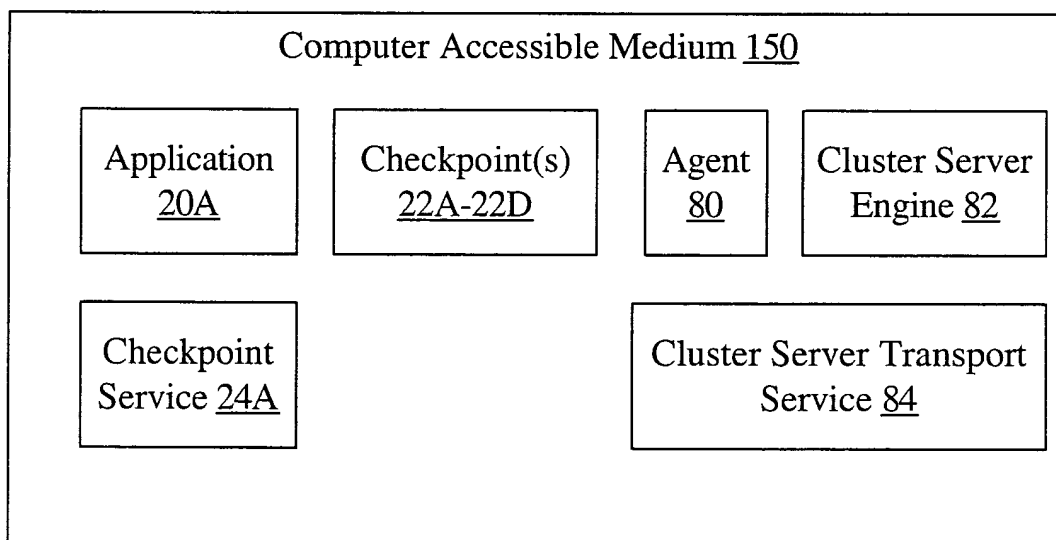 Computer Accessible Medium 150
Application
20A
Checkpoint(s)
22A-22D
Agent
80
Cluster Server
Engine 82
Checkpoint
Service 24A
Cluster Server Transport
Service 84